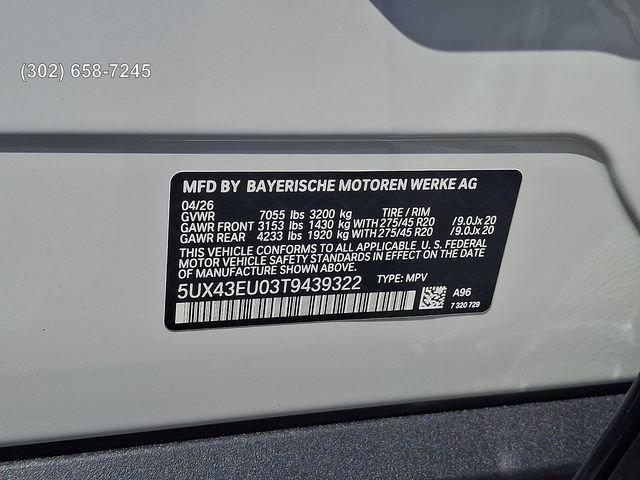 (302) 658-7245
MFD BY BAYERISCHE MOTOREN WERKE AG
04/26
GVWR 7055 lbs 3200 kg TIRE / RIM
GAWR FRONT 3153 lbs 1430 kg WITH 275/45 R20 /9.0Jx 20
GAWR REAR 4233 lbs 1920 kg WITH 275/45 R20 /9.0Jx 20
THIS VEHICLE CONFORMS TO ALL APPLICABLE U. S. FEDERAL
MOTOR VEHICLE SAFETY STANDARDS IN EFFECT ON THE DATE
OF MANUFACTURE SHOWN ABOVE.
5UX43EU03T9439322 TYPE: MPV
A96
7 320 729